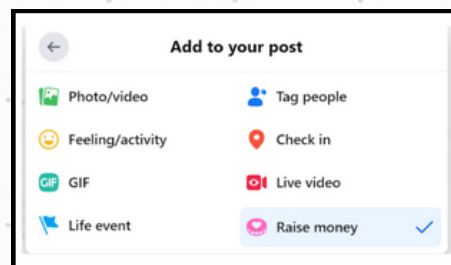 Add to your post
Photo/video
Tag people
Feeling/activity
Check in
GIF
GIF
Live video
Life event
Raise money